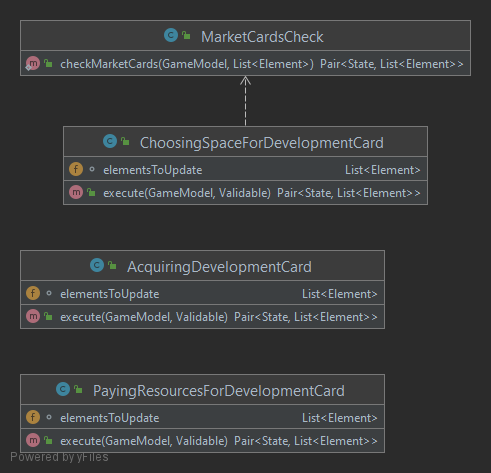 MarketCardsCheck
checkMarketCards(GameModel, List<Element>) Pair<State, List<Element>>
ChoosingSpaceForDevelopmentCard
elementsToUpdate List<Element>
execute(GameModel, Validable) Pair<State, List<Element>>
AcquiringDevelopmentCard
elementsToUpdate List<Element>
execute(GameModel, Validable) Pair<State, List<Element>>
PayingResourcesForDevelopmentCard
elementsToUpdate List<Element>
execute(GameModel, Validable) Pair<State, List<Element>>
Powered by yFiles